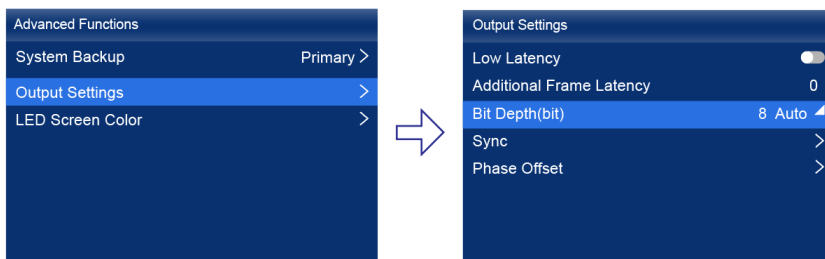 Advanced Functions
System Backup Primary >
Output Settings >
LED Screen Color >
Output Settings
Low Latency
Additional Frame Latency 0
Bit Depth(bit) 8 Auto
Sync >
Phase Offset >